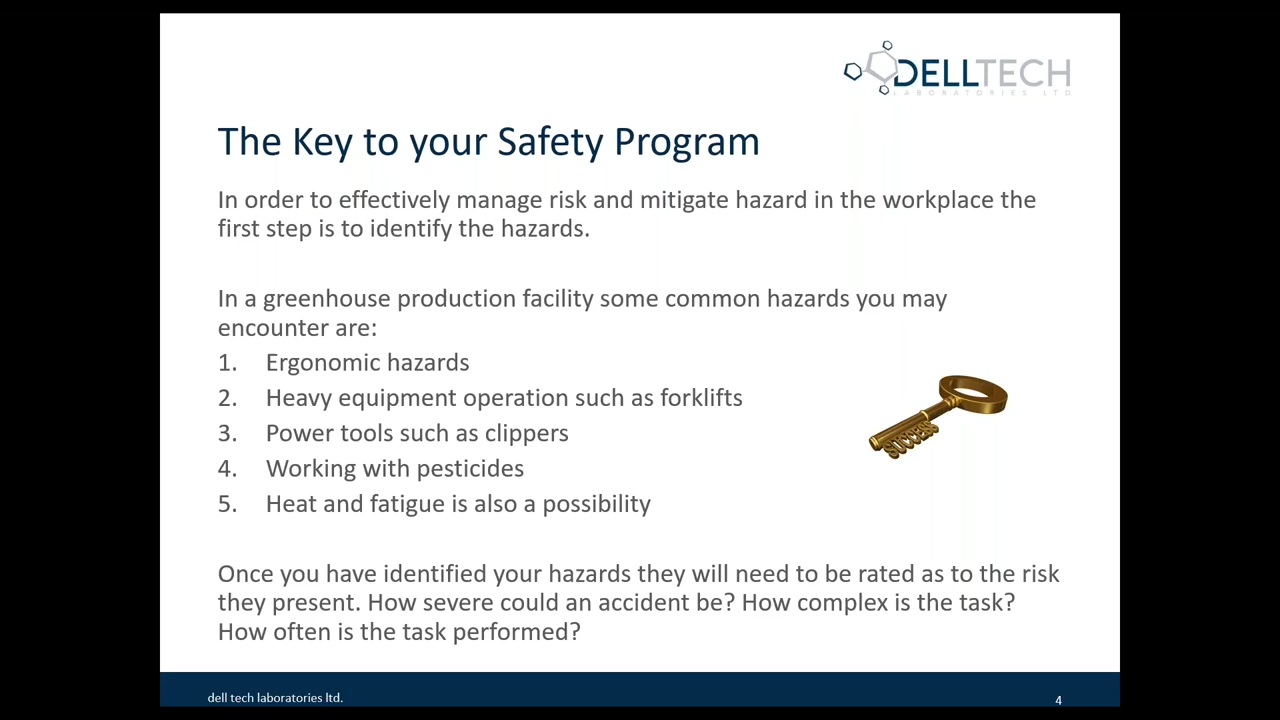 DELLTECH
LABORATORIES LTD
The Key to your Safety Program
In order to effectively manage risk and mitigate hazard in the workplace the
first step is to identify the hazards.
In a greenhouse production facility some common hazards you may
encounter are:
1. Ergonomic hazards
2. Heavy equipment operation such as forklifts
3. Power tools such as clippers
4. Working with pesticides
5. Heat and fatigue is also a possibility
SUCCESS
Once you have identified your hazards they will need to be rated as to the risk
they present. How severe could an accident be? How complex is the task?
How often is the task performed?
dell tech laboratories ltd.
4